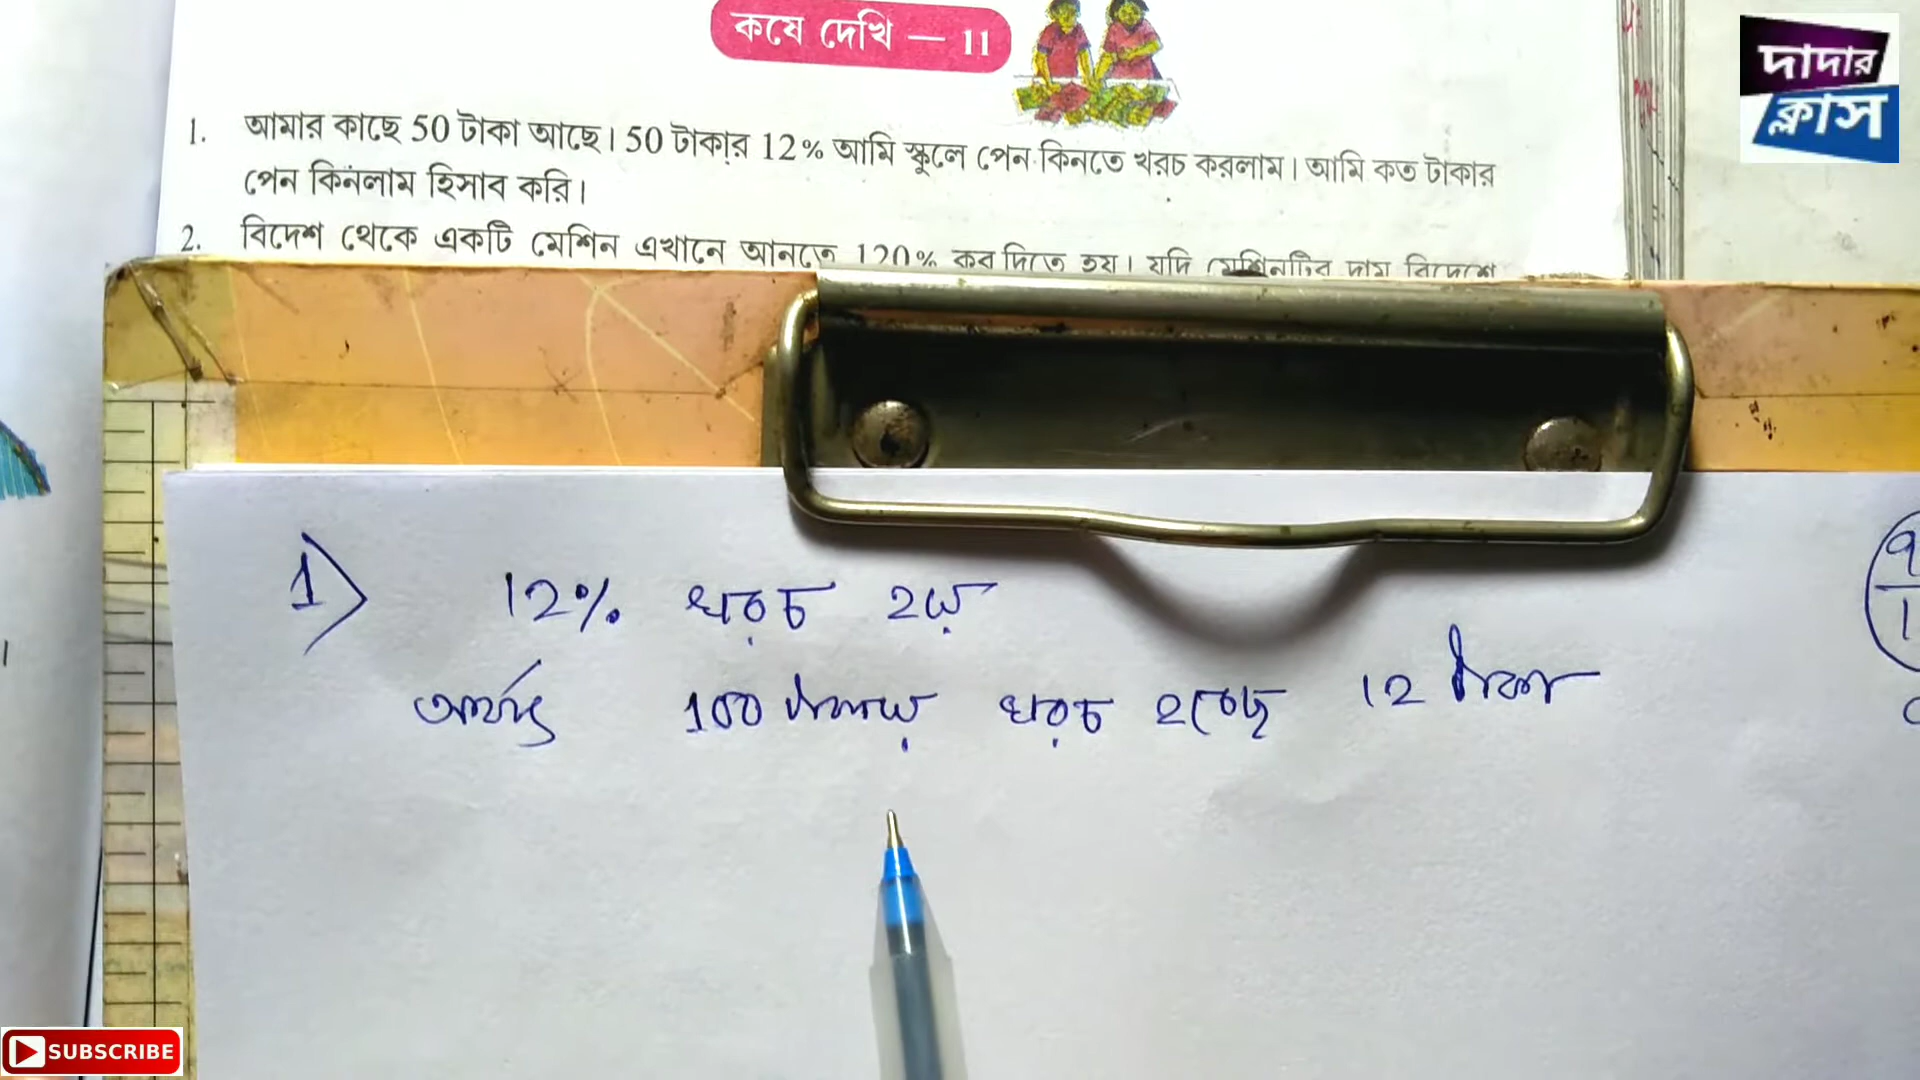 কষে দেখি — 11
দাদার
ক্লাস
1. আমার কাছে 50 টাকা আছে। 50 টাকার 12% আমি স্কুলে পেন কিনতে খরচ করলাম। আমি কত টাকার
পেন কিনলাম হিসাব করি।
2. বিদেশ থেকে একটি মেশিন এখানে আনতে 120% কর দিতে হয়। যদি মেশিনটির দাম বিদেশে
1) 12% খরচ হয়
অর্থাৎ 100 টাকায় খরচ হচ্ছে 12 টাকা
SUBSCRIBE